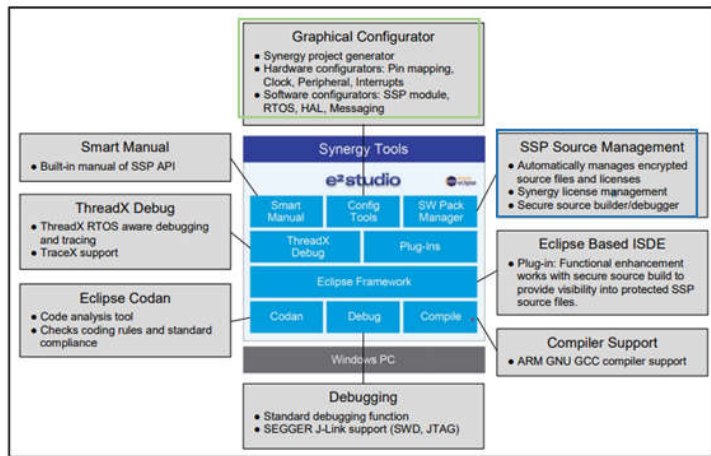 Graphical Configurator
● Synergy project generator
● Hardware configurators: Pin mapping,
Clock, Peripheral, Interrupts
● Software configurators: SSP module,
RTOS, HAL, Messaging
Smart Manual
● Built-in manual of SSP API
ThreadX Debug
● ThreadX RTOS aware debugging
and tracing
● TraceX support
Eclipse Codan
● Code analysis tool
● Checks coding rules and standard
compliance
Synergy Tools
e² studio
eclipse
Smart
Manual
Config
Tools
SW Pack
Manager
ThreadX
Debug
Plug-Ins
Eclipse Framework
Codan
Debug
Compile
Windows PC
SSP Source Management
● Automatically manages encrypted
source files and licenses
● Synergy license management
● Secure source builder/debugger
Eclipse Based ISDE
● Plug-in: Functional enhancement
works with secure source build to
provide visibility into protected SSP
source files.
Compiler Support
● ARM GNU GCC compiler support
Debugging
● Standard debugging function
● SEGGER J-Link support (SWD, JTAG)